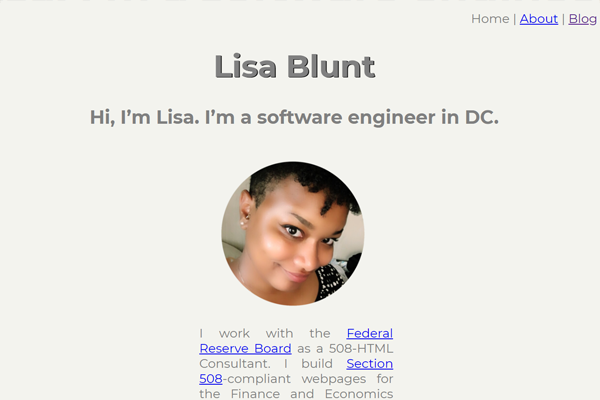 Home | About | Blog
Lisa Blunt
Hi, I’m Lisa. I’m a software engineer in DC.
I work with the Federal
Reserve Board as a 508-HTML
Consultant. I build Section
508-compliant webpages for
the Finance and Economics